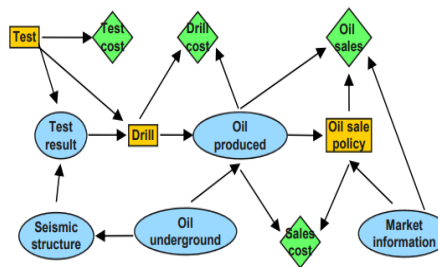 Test
Test
cost
Drill
cost
Oil
sales
Test
result
Drill
Oil
produced
Oil sale
policy
Seismic
structure
Oil
underground
Sales
cost
Market
information